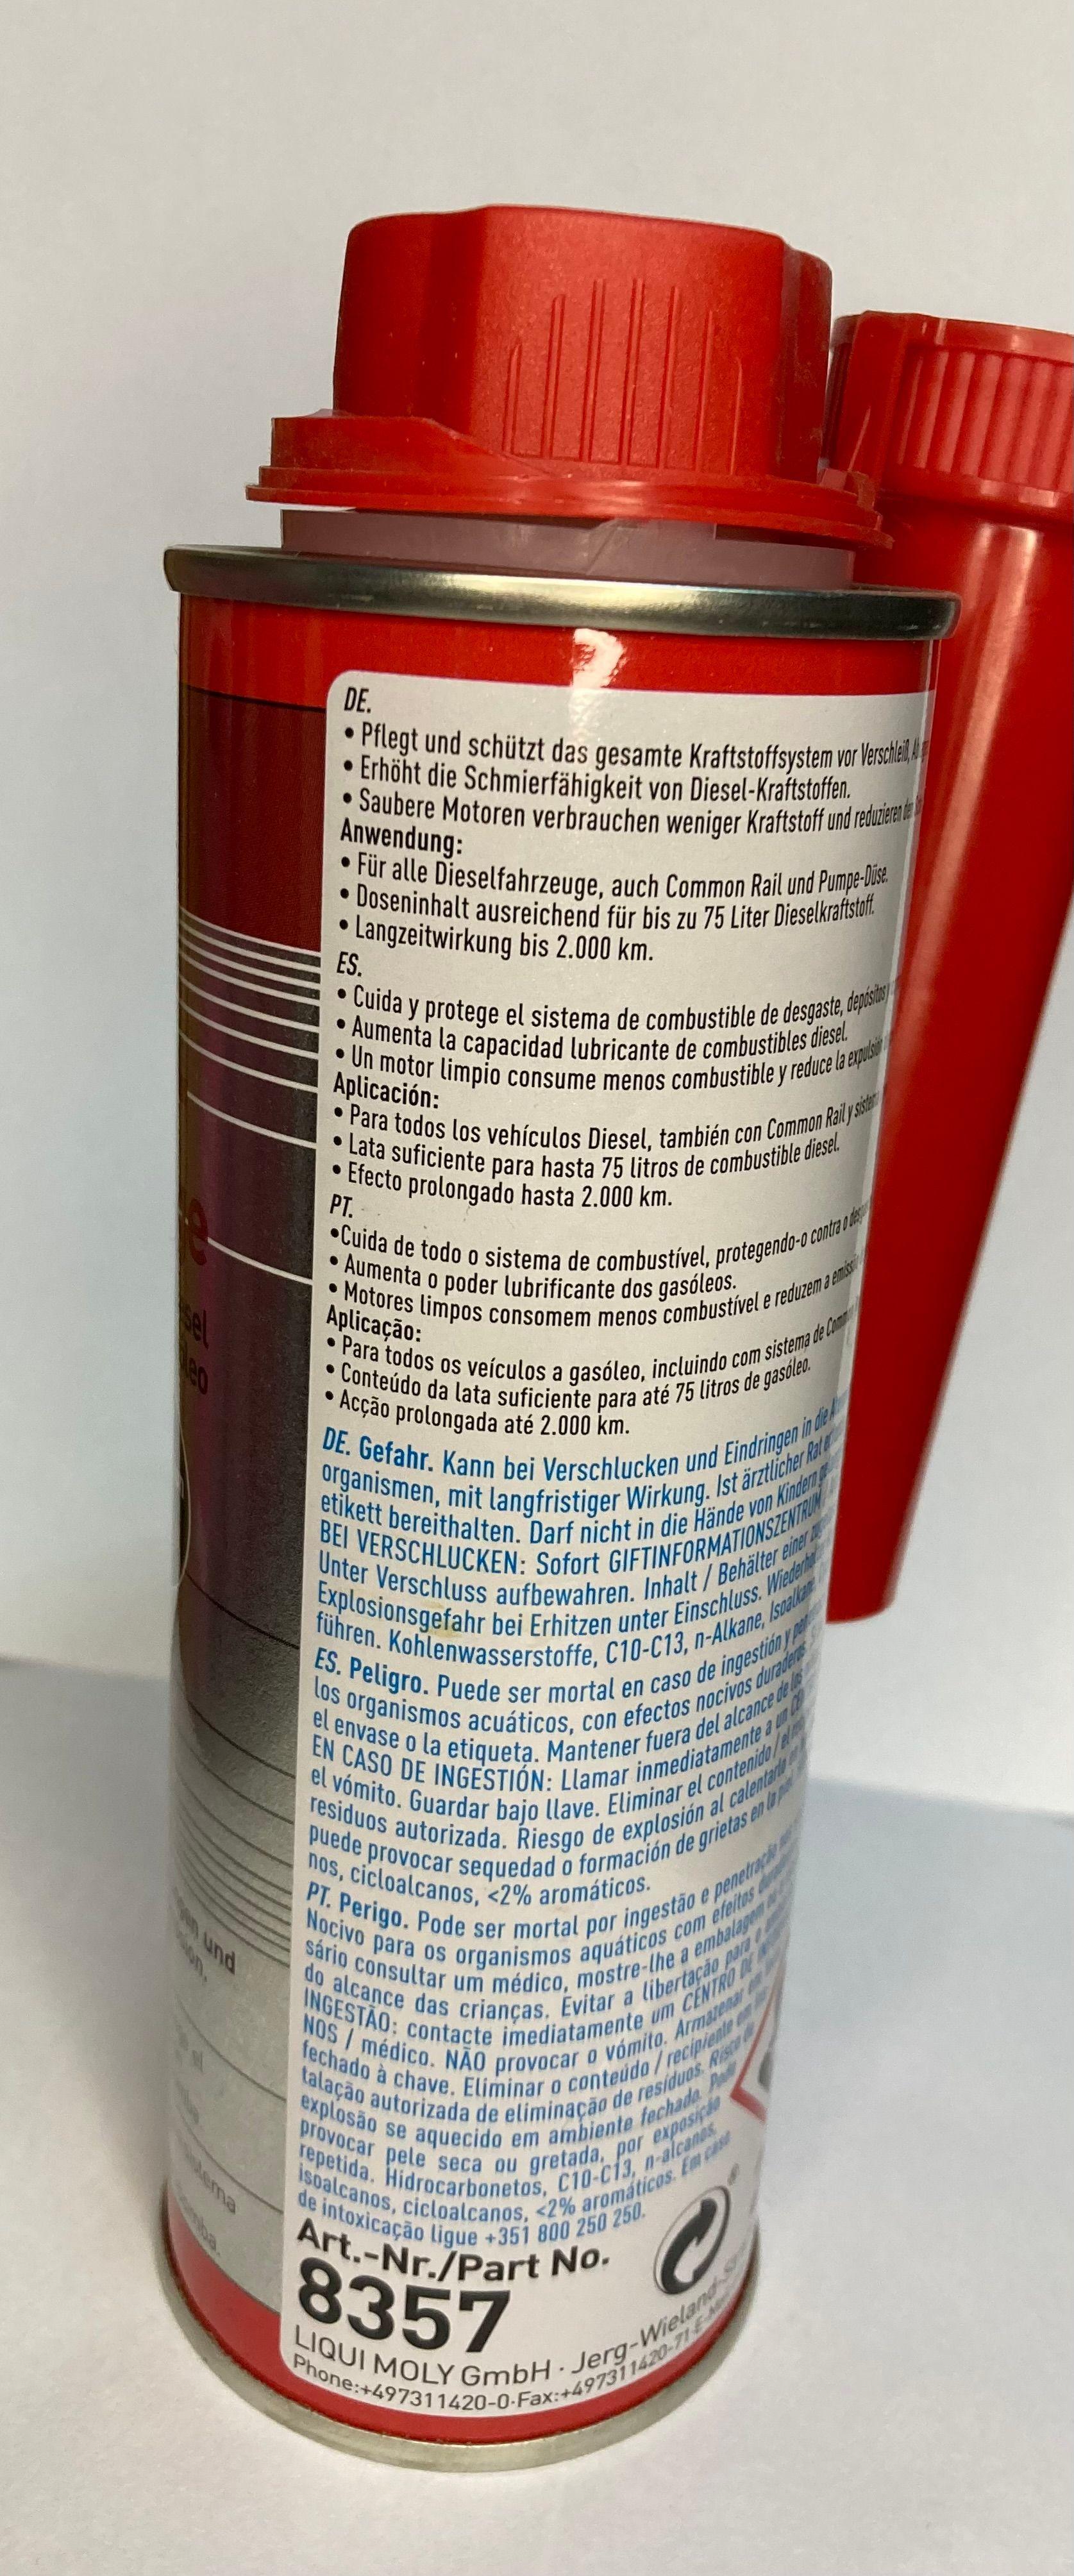 DE.
• Pflegt und schützt das gesamte Kraftstoffsystem vor Verschleiß,
• Erhöht die Schmierfähigkeit von Diesel-Kraftstoffen.
• Saubere Motoren verbrauchen weniger Kraftstoff und reduzieren
Anwendung:
• Für alle Dieselfahrzeuge, auch Common Rail und Pumpe-Düse.
• Doseninhalt ausreichend für bis zu 75 Liter Dieselkraftstoff.
• Langzeitwirkung bis 2.000 km.
ES.
• Cuida y protege el sistema de combustible de desgaste, depósitos
• Aumenta la capacidad lubricante de combustibles diesel.
• Un motor limpio consume menos combustible y reduce la expulsión
Aplicación:
• Para todos los vehículos Diesel, también con Common Rail y
• Lata suficiente para hasta 75 litros de combustible diesel.
• Efecto prolongado hasta 2.000 km.
PT.
•Cuida de todo o sistema de combustível, protegendo-o contra o
• Aumenta o poder lubrificante dos gasóleos.
• Motores limpos consomem menos combustível e reduzem a
Aplicação:
• Para todos os veículos a gasóleo, incluindo com sistema de
• Conteúdo da lata suficiente para até 75 litros de gasóleo.
• Acção prolongada até 2.000 km.
DE. Gefahr. Kann bei Verschlucken und Eindringen in die
organismen, mit langfristiger Wirkung. Ist ärztlicher Rat
etikett bereithalten. Darf nicht in die Hände von Kindern
BEI VERSCHLUCKEN: Sofort GIFTINFORMATIONSZENTRUM
Unter Verschluss aufbewahren. Inhalt / Behälter einer
Explosionsgefahr bei Erhitzen unter Einschluss.
führen. Kohlenwasserstoffe, C10-C13, n-Alkane,
ES. Peligro. Puede ser mortal en caso de ingestión y
los organismos acuáticos, con efectos nocivos duraderos.
el envase o la etiqueta. Mantener fuera del alcance de los
EN CASO DE INGESTIÓN: Llamar inmediatamente a un
el vómito. Guardar bajo llave. Eliminar el contenido / el
residuos autorizada. Riesgo de explosión al calentarlo
puede provocar sequedad o formación de grietas en la piel.
nos, cicloalcanos, <2% aromáticos.
PT. Perigo. Pode ser mortal por ingestão e penetração
Nocivo para os organismos aquáticos com efeitos
sário consultar um médico, mostre-lhe a embalagem
do alcance das crianças. Evitar a libertação para o
INGESTÃO: contacte imediatamente um CENTRO DE
NOS / médico. NÃO provocar o vómito. Armazenar em
fechado à chave. Eliminar o conteúdo / recipiente em
talação autorizada de eliminação de resíduos. Risco de
explosão se aquecido em ambiente fechado. Pode
provocar pele seca ou gretada, por exposição
repetida. Hidrocarbonetos, C10-C13, n-alcanos,
isoalcanos, cicloalcanos, <2% aromáticos. Em caso
de intoxicação ligue +351 800 250 250.
Art.-Nr./Part No.
8357
LIQUI MOLY GmbH · Jerg-Wieland-
Phone:+497311420-0·Fax:+497311420-71·